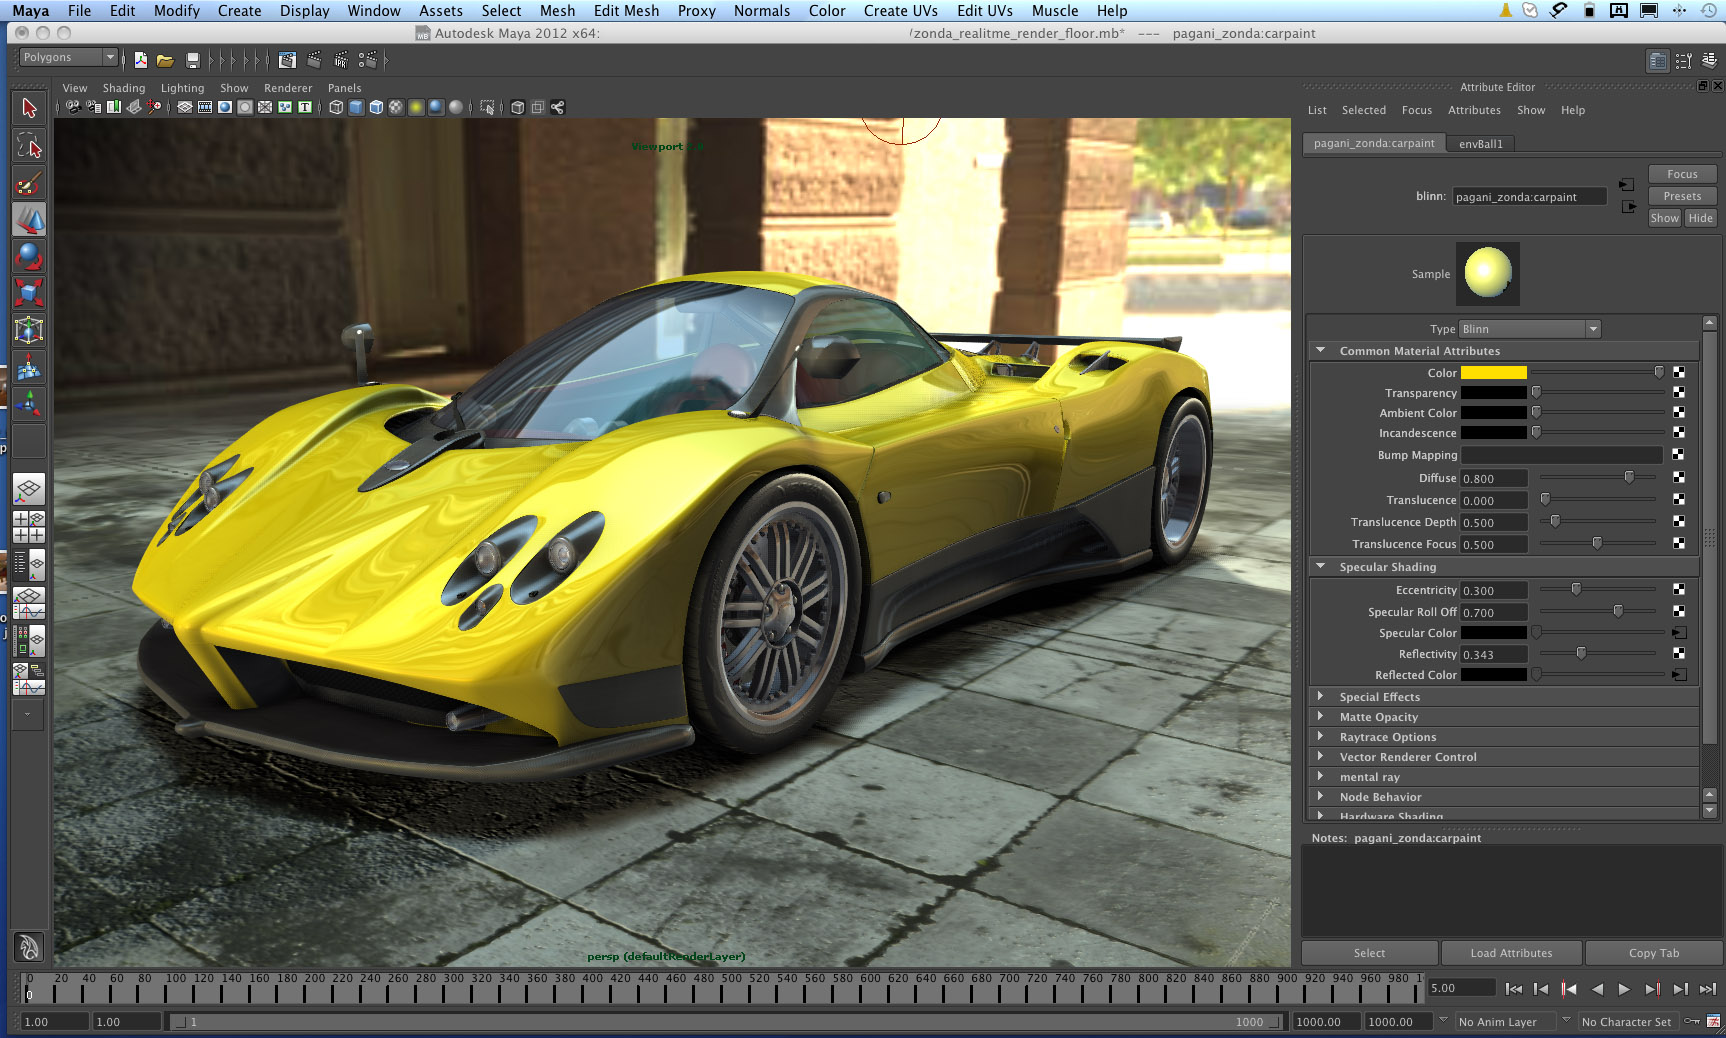 Maya File Edit Modify Create Display Window Assets Select Mesh Edit Mesh Proxy Normals Color Create UVs Edit UVs Muscle Help
Autodesk Maya 2012 x64: /zonda_realitme_render_floor.mb* --- pagani_zonda:carpaint
Polygons
View Shading Lighting Show Renderer Panels
Viewport
persp (defaultRenderLayer)
Attribute Editor
List Selected Focus Attributes Show Help
pagani_zonda:carpaint envBall1
blinn: pagani_zonda:carpaint
Focus
Presets
Show Hide
Sample
Type Blinn
Common Material Attributes
Color
Transparency
Ambient Color
Incandescence
Bump Mapping
Diffuse 0.800
Translucence 0.000
Translucence Depth 0.500
Translucence Focus 0.500
Specular Shading
Eccentricity 0.300
Specular Roll Off 0.700
Specular Color
Reflectivity 0.343
Reflected Color
Special Effects
Matte Opacity
Raytrace Options
Vector Renderer Control
mental ray
Node Behavior
Hardware Shading
Notes: pagani_zonda:carpaint
Select Load Attributes Copy Tab
0 20 40 60 80 100 120 140 160 180 200 220 240 260 280 300 320 340 360 380 400 420 440 460 480 500 520 540 560 580 600 620 640 660 680 700 720 740 760 780 800 820 840 860 880 900 920 940 960 980
0
5.00
1.00 1.00 1 1000 1000.00 1000.00 No Anim Layer No Character Set